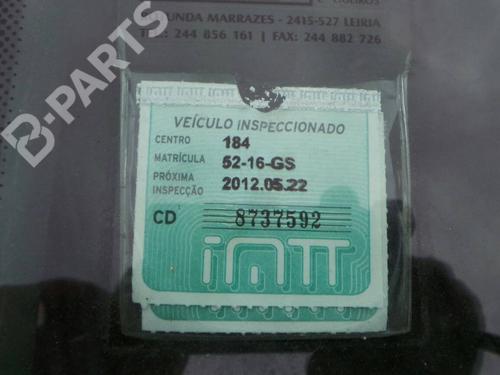 UNDA MARRAZES - 2415-527 LEIRIA
TEL.: 244 856 161 | FAX: 244 882 726
B-PARTS
VEÍCULO INSPECCIONADO
CENTRO 184
MATRÍCULA 52-16-GS
PRÓXIMA
INSPECÇÃO 2012.05.22
CD 8737592
imtt